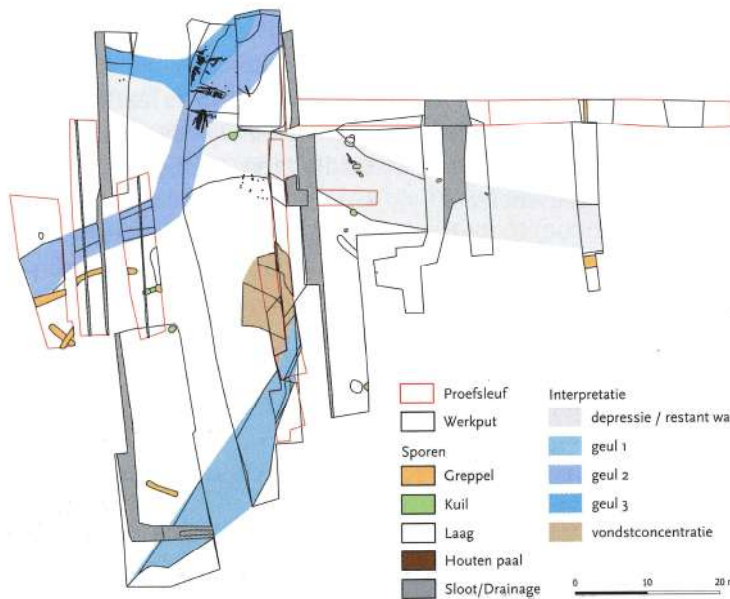 Proefsleuf
Werkput
Sporen
Greppel
Kuil
Laag
Houten paal
Sloot/Drainage
Interpretatie
depressie / restant wa
geul 1
geul 2
geul 3
vondstconcentratie
0 10 20 m